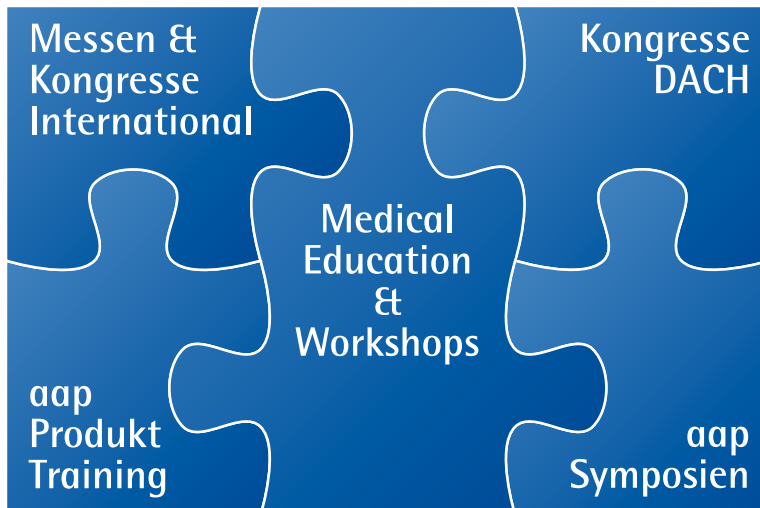 Messen &
Kongresse
International
Kongresse
DACH
Medical
Education
&
Workshops
aap
Produkt
Training
aap
Symposien